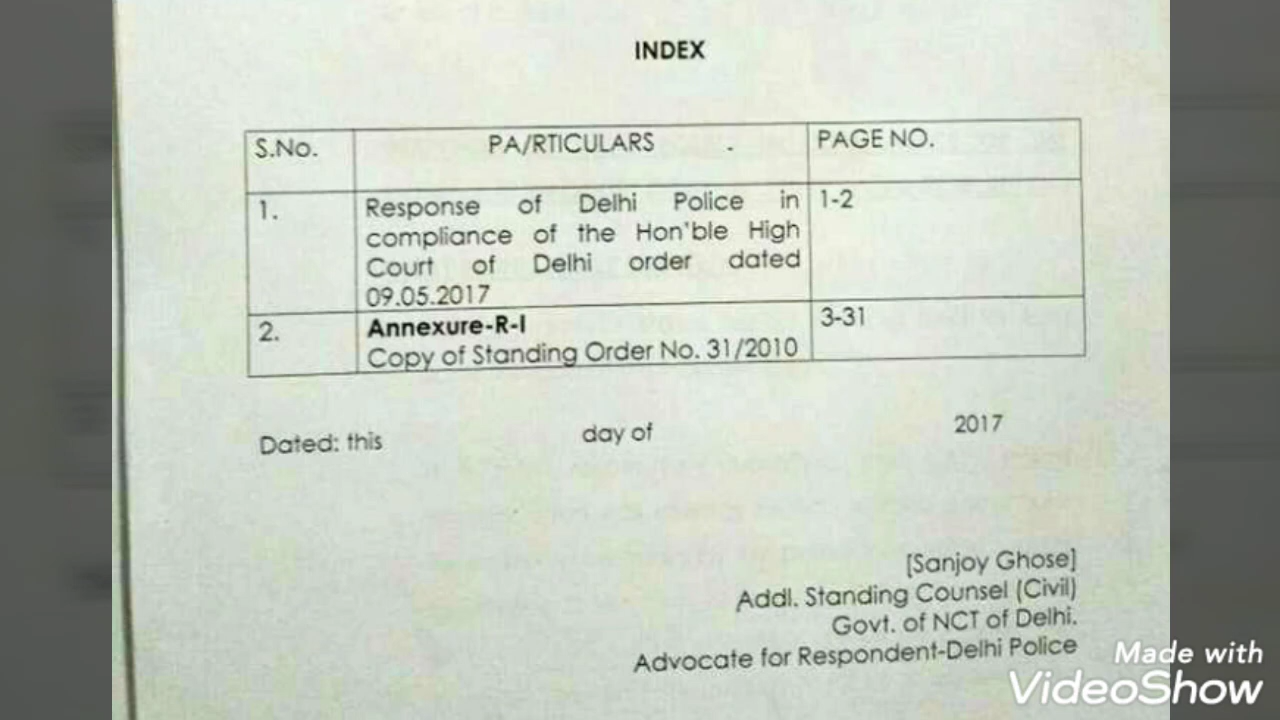 INDEX
S.No. PA/RTICULARS . PAGE NO.
1. Response of Delhi Police in 1-2
compliance of the Hon'ble High
Court of Delhi order dated
09.05.2017
2. Annexure-R-I 3-31
Copy of Standing Order No. 31/2010
Dated: this day of 2017
[Sanjoy Ghose]
Addl. Standing Counsel (Civil)
Govt. of NCT of Delhi.
Advocate for Respondent-Delhi Police
Made with
VideoShow